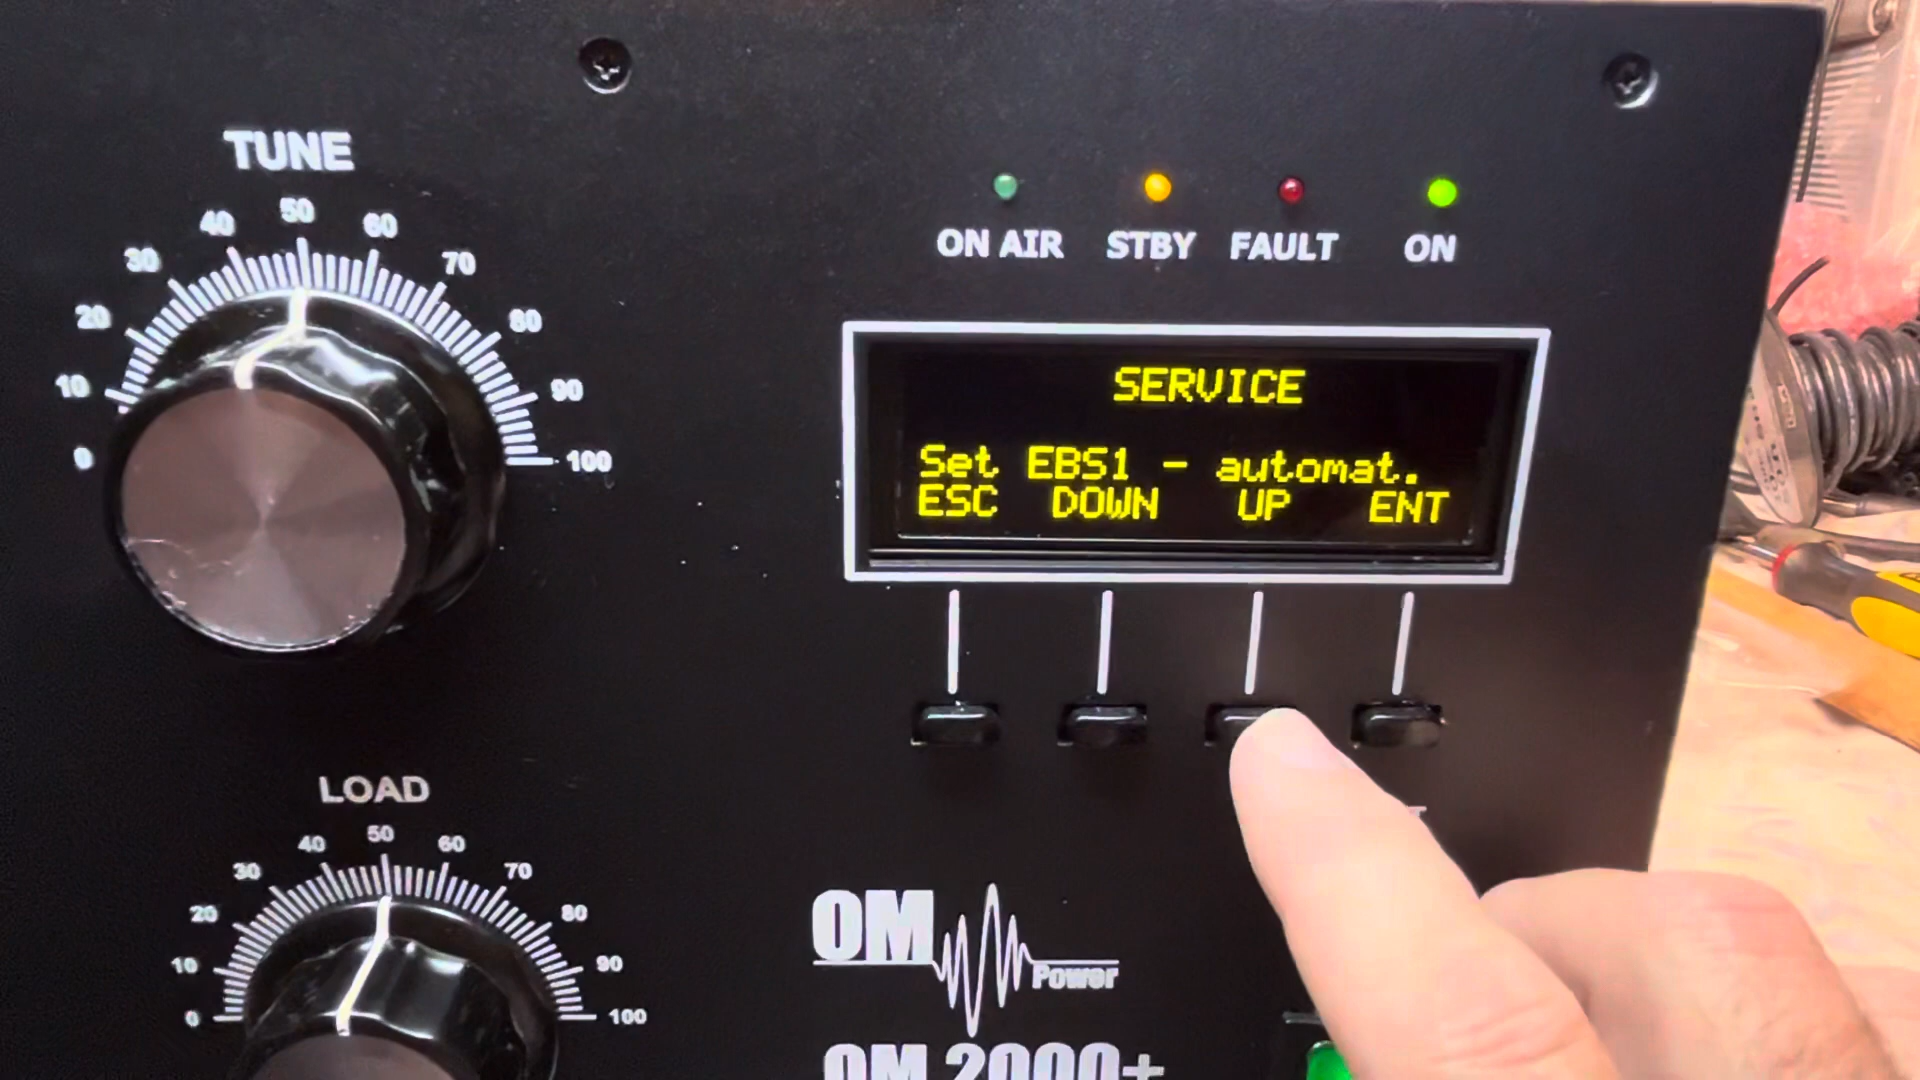 TUNE
0 10 20 30 40 50 60 70 80 90 100
ON AIR STBY FAULT ON
SERVICE
Set EBS1 - automat.
ESC DOWN UP ENT
LOAD
0 10 20 30 40 50 60 70 80 90 100
OM Power
OM 2000+